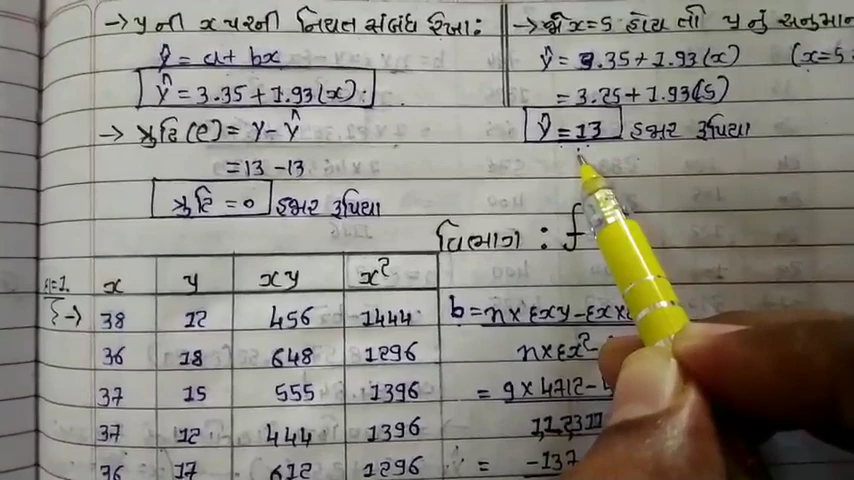 → y ની x પરની નિયત સંબંધ રેખા:
ŷ = a + bx
ŷ = 3.35 + 1.93(x).
→ ત્રુટિ (e) = y - ŷ
= 13 - 13
ત્રુટિ = 0 હજાર રૂપિયા
→ જો x = 5 હોય તો y નું અનુમાન
ŷ = 3.35 + 1.93(x) (x=5
= 3.25 + 1.93(5)
ŷ = 13 હજાર રૂપિયા
વિભાગ : f
x y xy x²
38 12 456 1444
36 18 648 1296
37 15 555 1396
37 12 444 1396
36 17 612 1296
b = n×Σxy-Σx×
n×Σx²-
= 9 × 4712 -
= -137